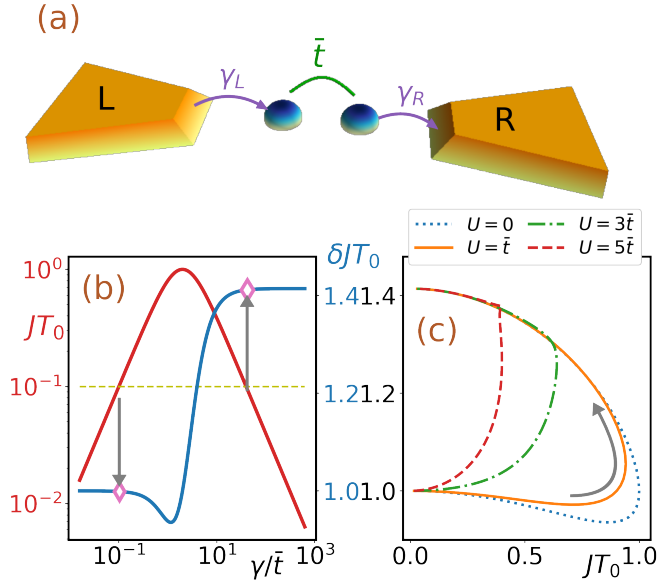 (a)
t̄
γ_L
γ_R
L
R
U = 0
U = 3t̄
U = t̄
U = 5t̄
10^0
(b)
δJT_0
JT_0
1.4
1.4
(c)
10^−1
1.2
1.2
10^−2
1.0
1.0
10^−1
10^1
10^3
0.0
0.5
1.0
γ/t̄
JT_0